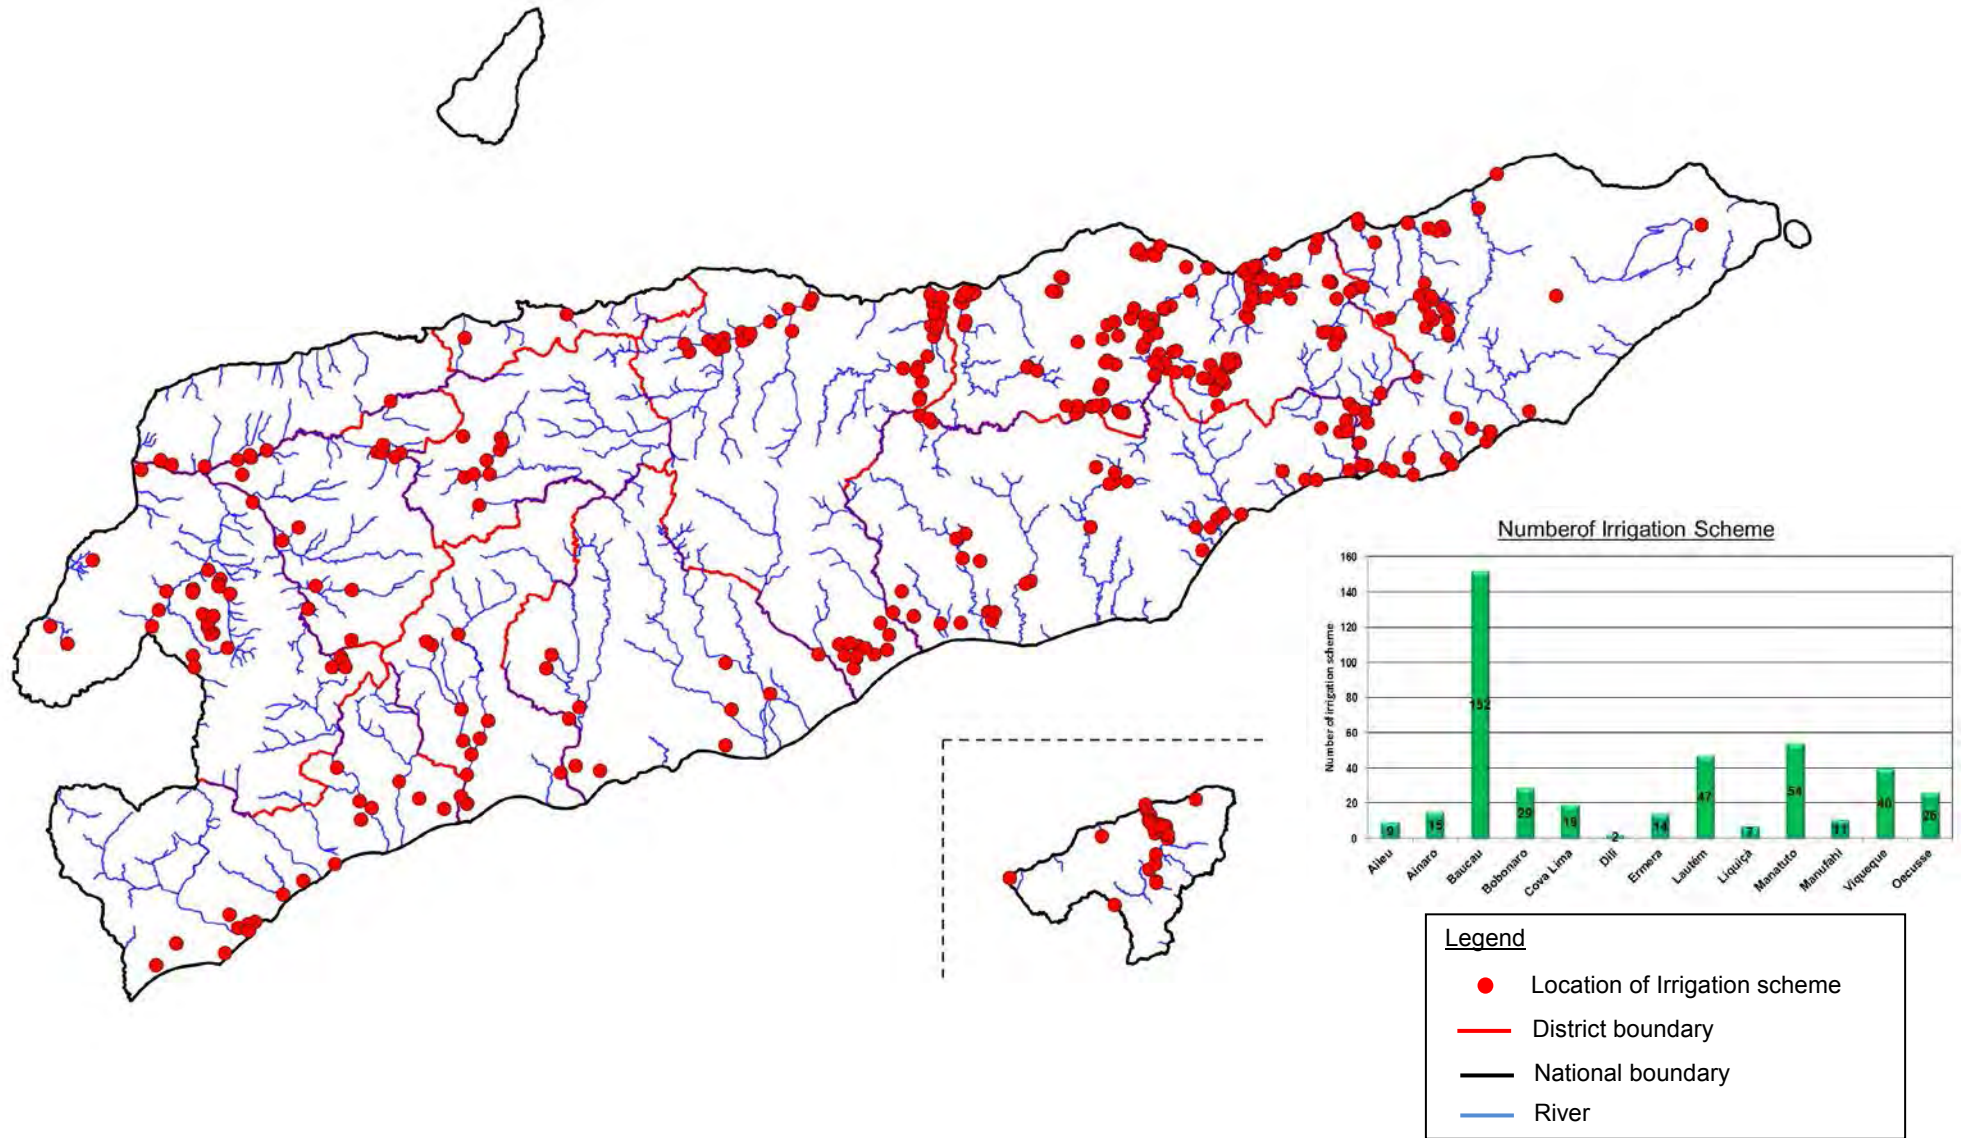 Numberof Irrigation Scheme
Number of irrigation scheme
160
140
120
100
80
60
40
20
0
9
15
152
29
19
2
14
47
7
54
11
40
26
Aileu
Ainaro
Baucau
Bobonaro
Cova Lima
Dili
Ermera
Lautém
Liquiçá
Manatuto
Manufahi
Viqueque
Oecusse
Legend
Location of Irrigation scheme
District boundary
National boundary
River